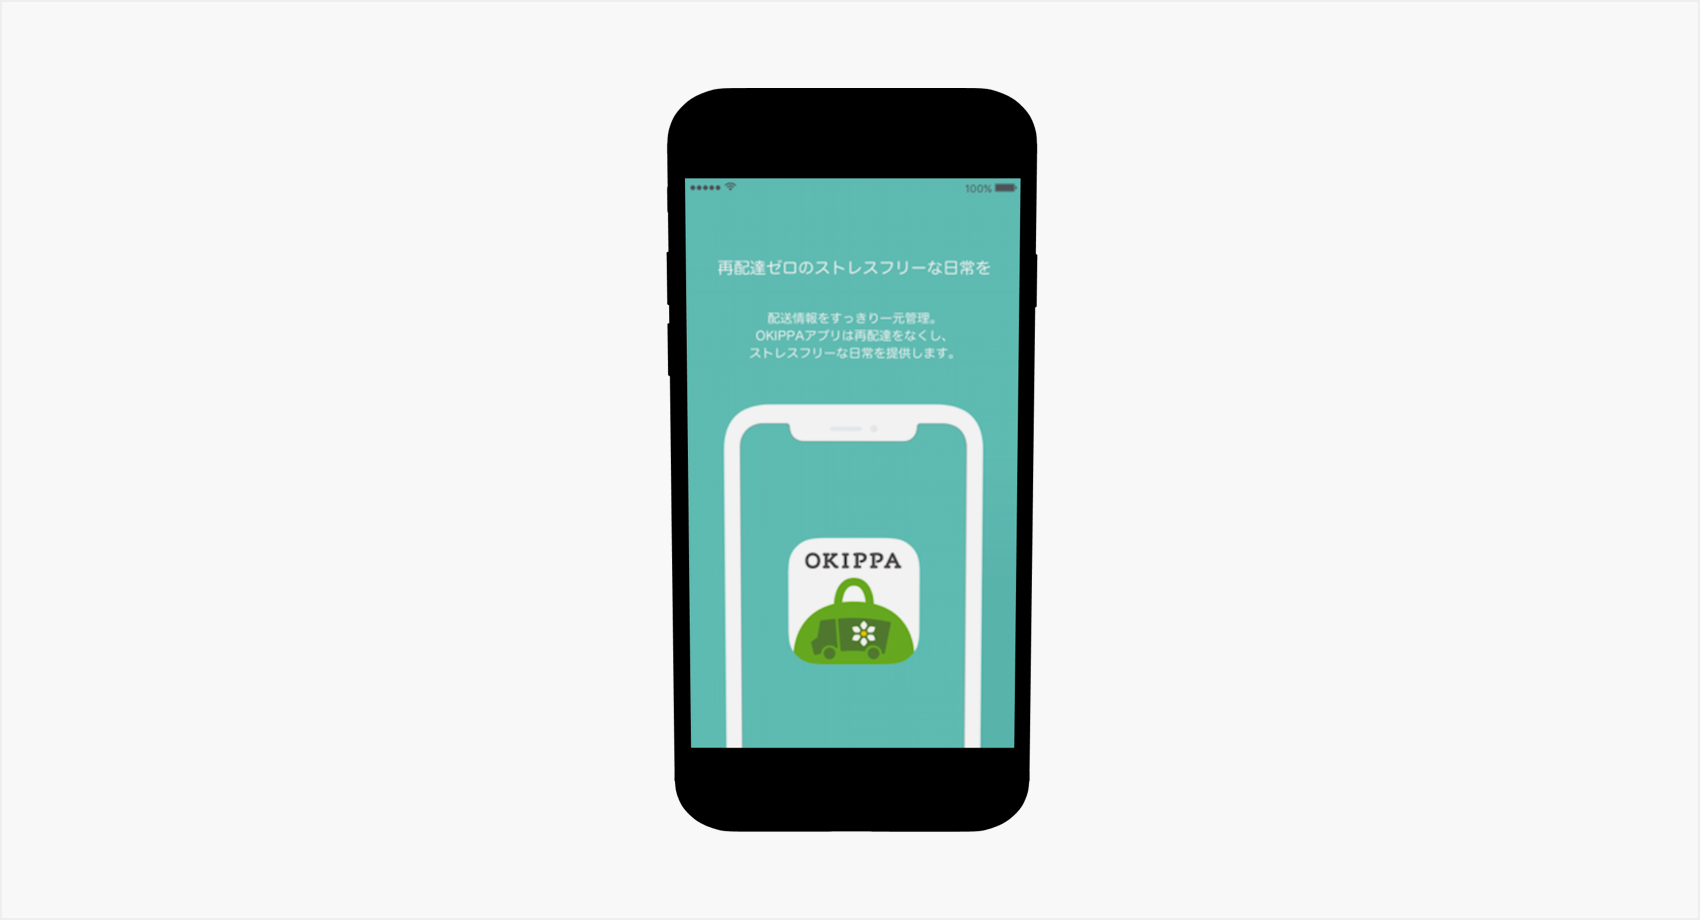 100%
再配達ゼロのストレスフリーな日常を
配送情報をすっきり一元管理。
OKIPPAアプリは再配達をなくし、
ストレスフリーな日常を提供します。
OKIPPA